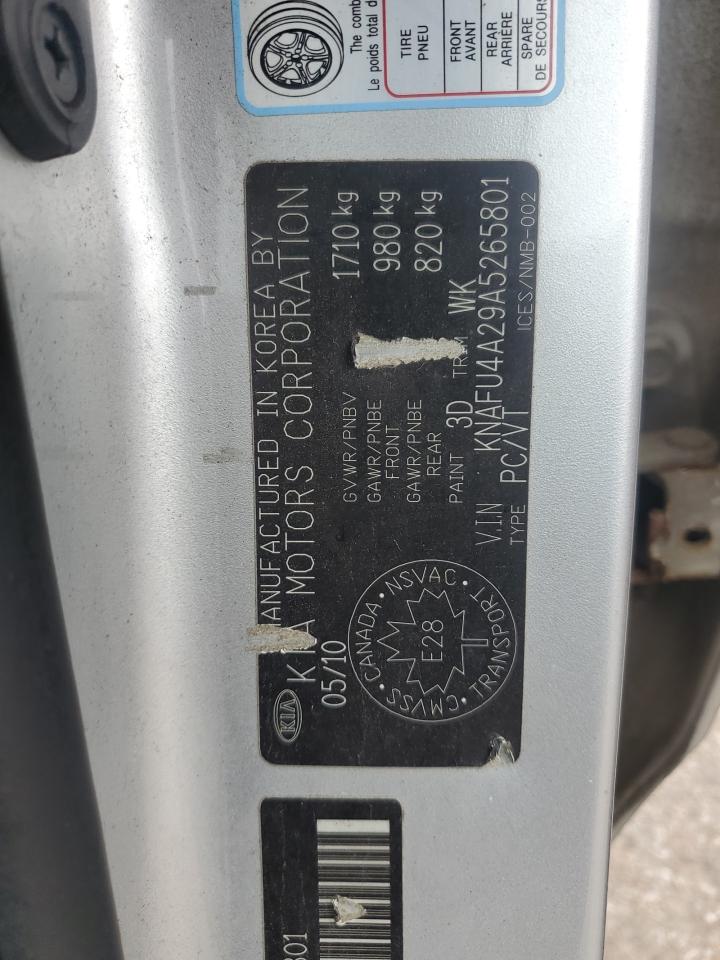 The comb
Le poids total d
TIRE
PNEU
FRONT
AVANT
REAR
ARRIÈRE
SPARE
DE SECOURS
KIA
ANUFACTURED IN KOREA BY
KIA MOTORS CORPORATION
05/10
GVWR/PNBV 1710 kg
GAWR/PNBE 980 kg
FRONT
GAWR/PNBE 820 kg
REAR
PAINT 3D TRIM WK
V.I.N KNAFU4A29A5265801
TYPE PC/VT
ICES/NMB-002
CANADA · NSVAC · TRANSPORT · CMVSS
E28
801